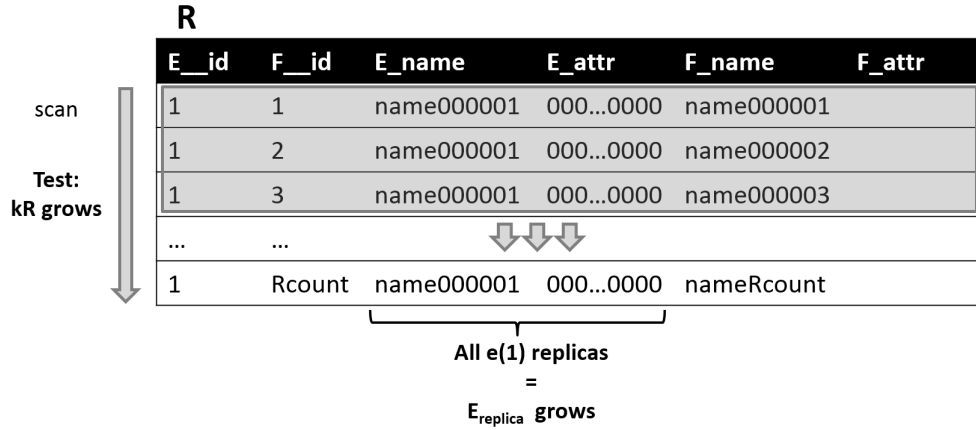 R
E__id F__id E_name E_attr F_name F_attr
scan
1 1 name000001 000...0000 name000001
1 2 name000001 000...0000 name000002
Test:
kR grows
1 3 name000001 000...0000 name000003
... ...
1 Rcount name000001 000...0000 nameRcount
All e(1) replicas
=
Ereplica grows